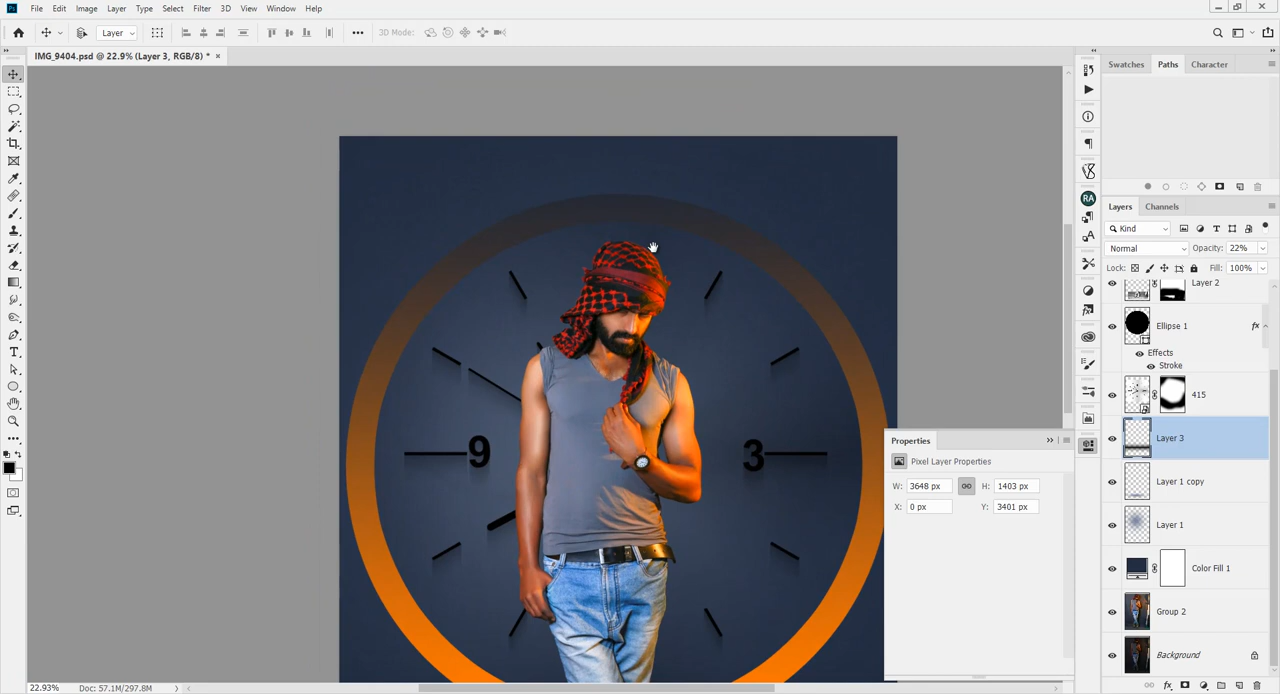 Ps File Edit Image Layer Type Select Filter 3D View Window Help
Layer 3D Mode:
IMG_9404.psd @ 22.9% (Layer 3, RGB/8) * ×
Swatches Paths Character
RA
Layers Channels
Kind
Normal Opacity: 22%
Lock: Fill: 100%
Layer 2
Ellipse 1 fx
Effects
Stroke
415
Layer 3
Layer 1 copy
Layer 1
Color Fill 1
Group 2
Background
9 3
Properties
Pixel Layer Properties
W: 3648 px H: 1403 px
X: 0 px Y: 3401 px
22.93% Doc: 57.1M/297.8M
fx